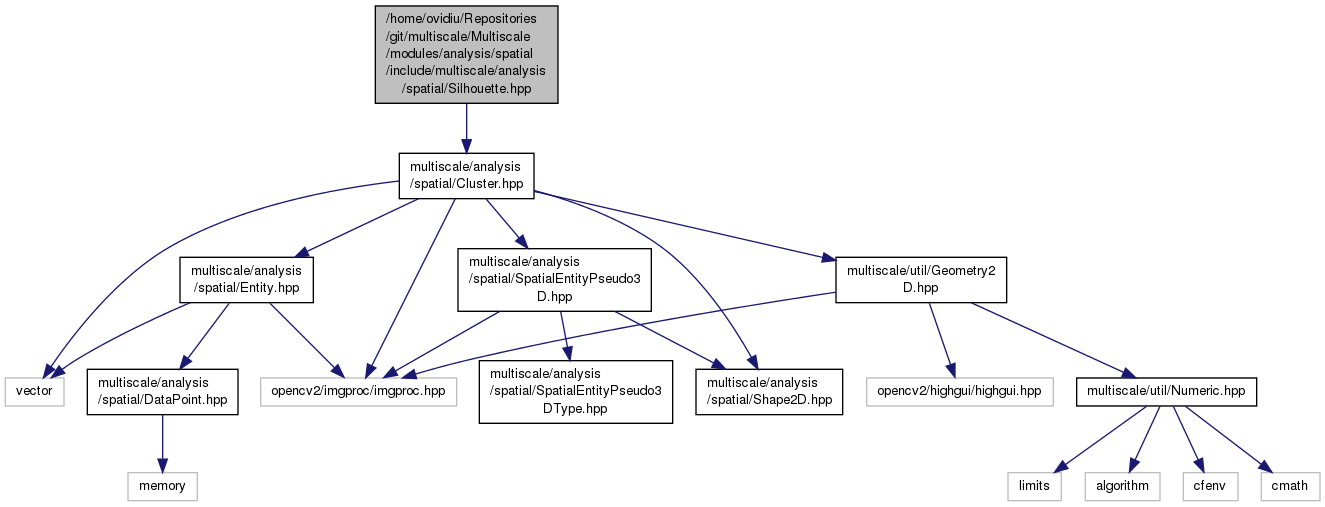 /home/ovidiu/Repositories
/git/multiscale/Multiscale
/modules/analysis/spatial
/include/multiscale/analysis
/spatial/Silhouette.hpp
multiscale/analysis
/spatial/Cluster.hpp
multiscale/analysis
/spatial/Entity.hpp
multiscale/analysis
/spatial/SpatialEntityPseudo3
D.hpp
multiscale/util/Geometry2
D.hpp
vector
multiscale/analysis
/spatial/DataPoint.hpp
opencv2/imgproc/imgproc.hpp
multiscale/analysis
/spatial/SpatialEntityPseudo3
DType.hpp
multiscale/analysis
/spatial/Shape2D.hpp
opencv2/highgui/highgui.hpp
multiscale/util/Numeric.hpp
memory
limits
algorithm
cfenv
cmath